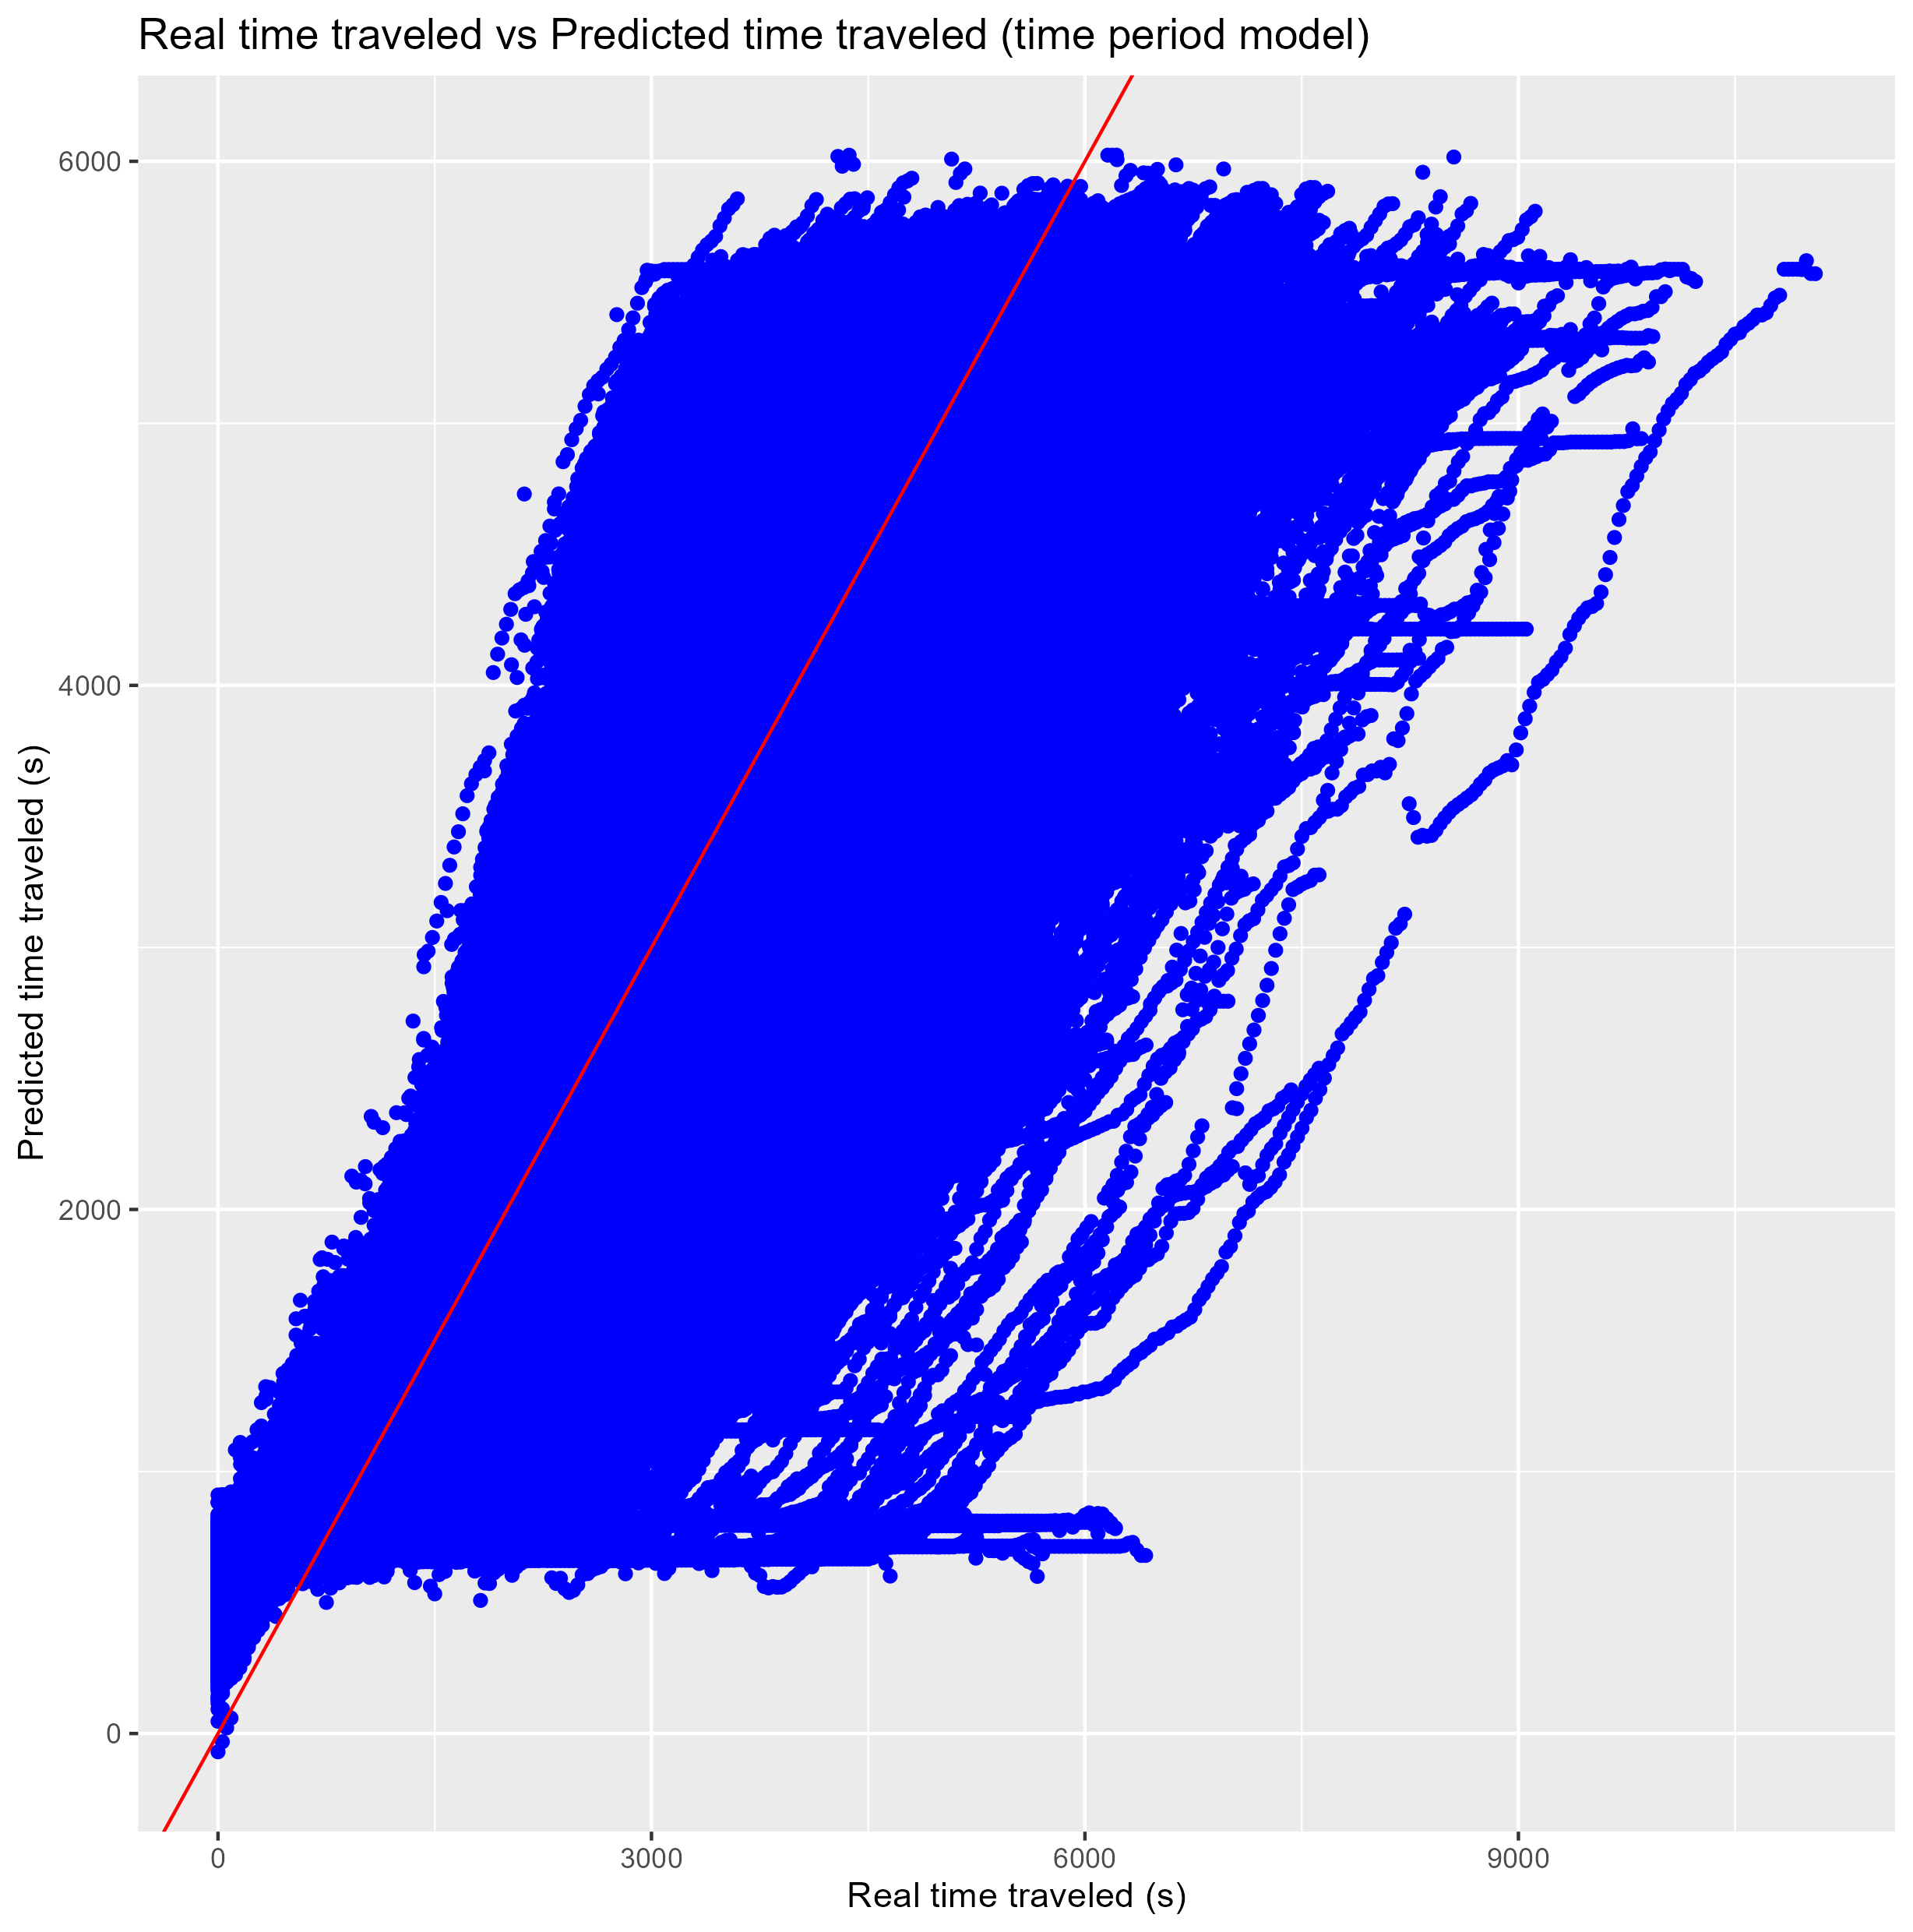 Real time traveled vs Predicted time traveled (time period model)
6000
4000
2000
0
Predicted time traveled (s)
0 3000 6000 9000
Real time traveled (s)